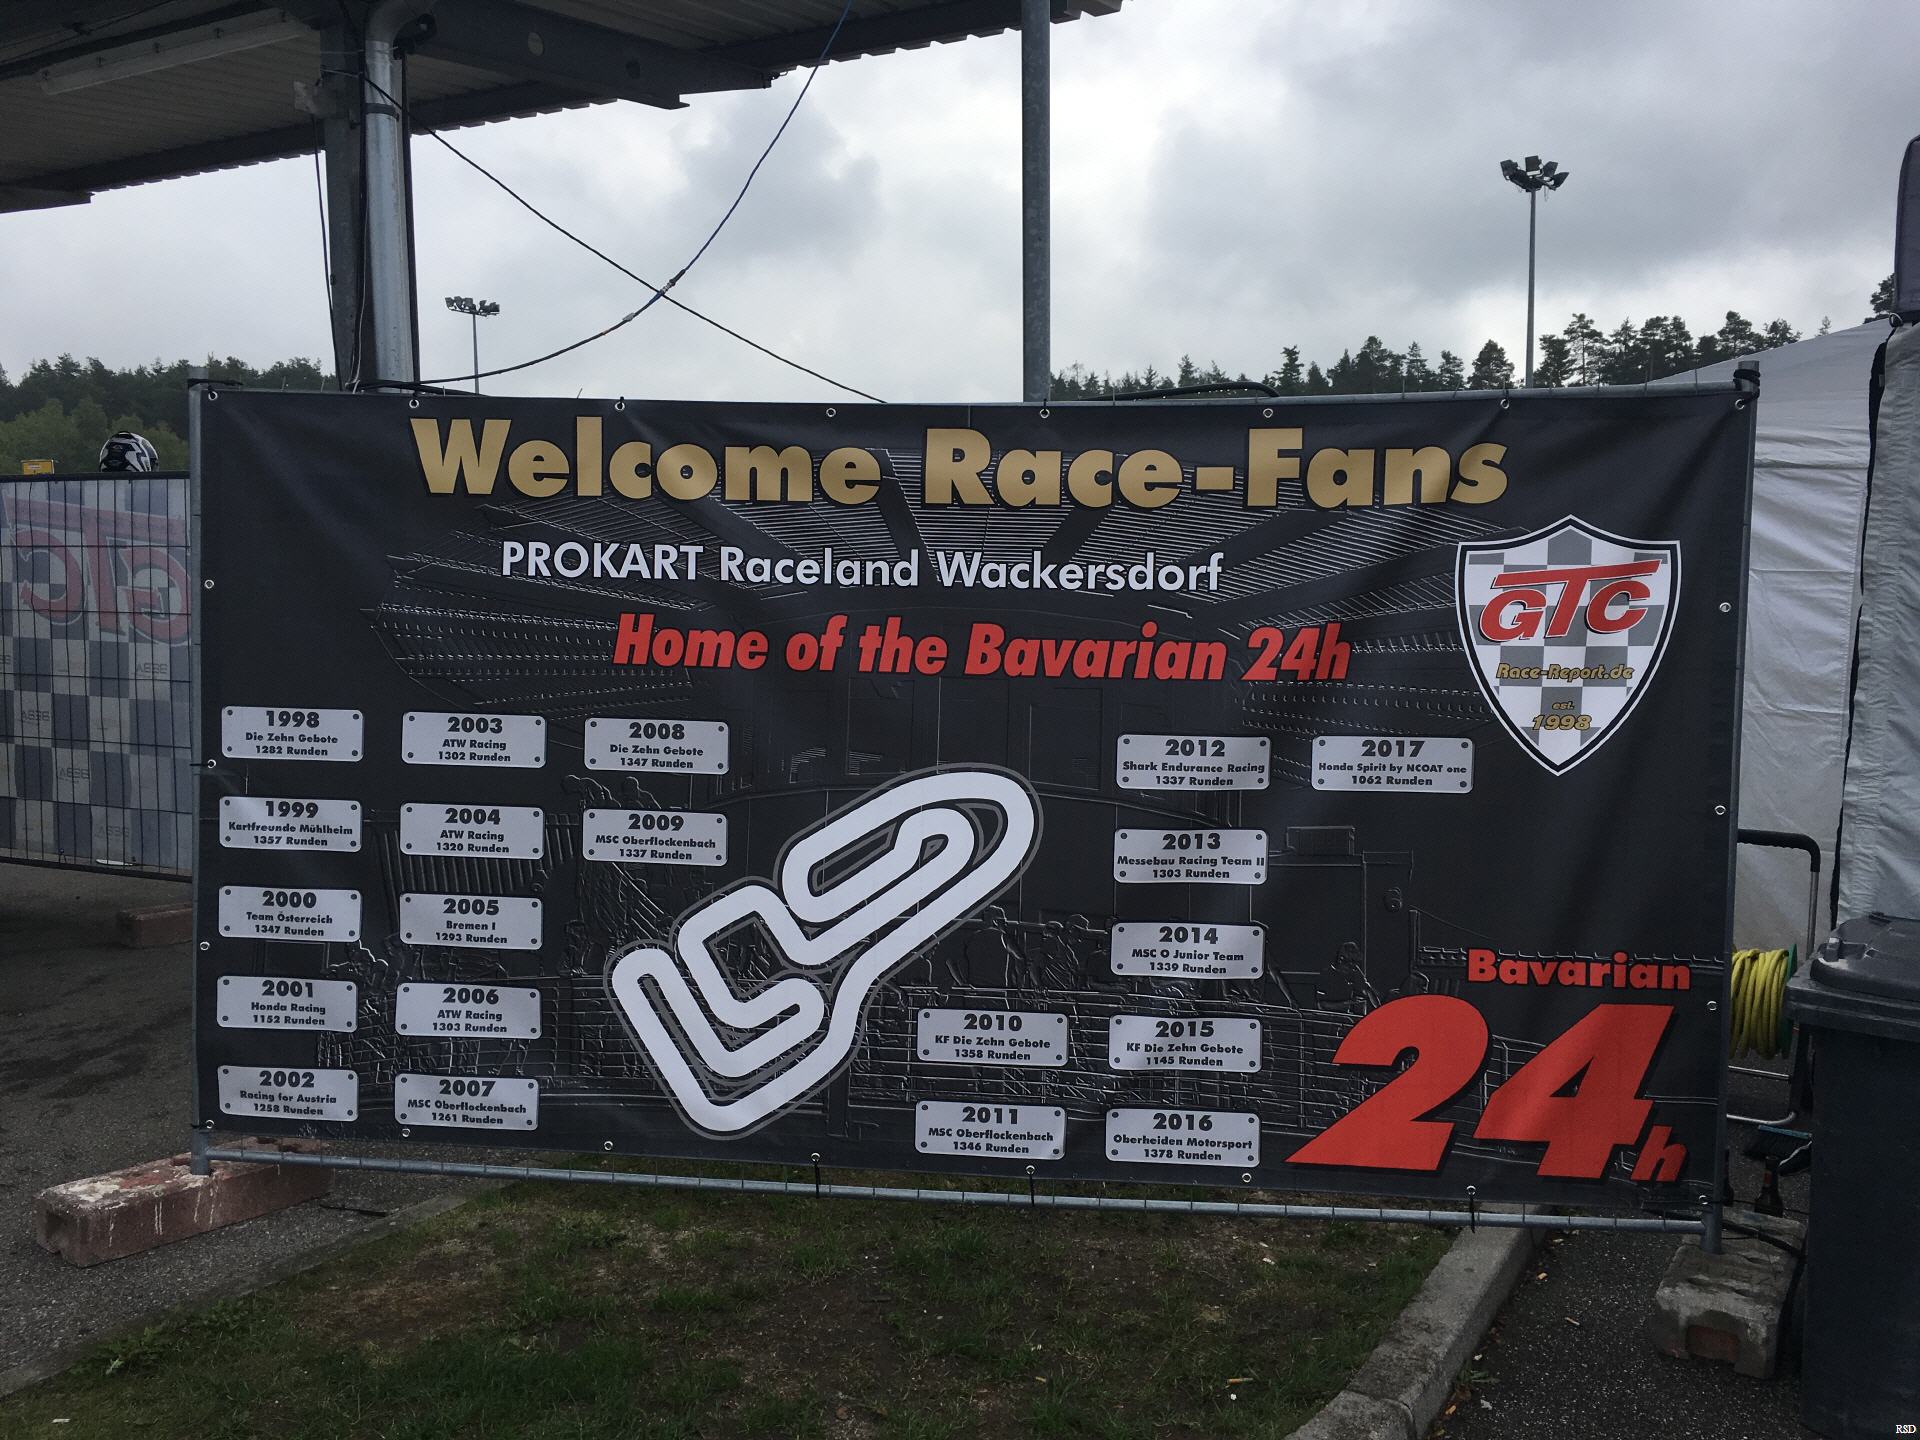 Welcome Race-Fans
PROKART Raceland Wackersdorf
Home of the Bavarian 24h
GTC
Race-Report.de
est.
1998
1998
Die Zehn Gebote
1282 Runden
1999
Kartfreunde Mühlheim
1357 Runden
2000
Team Österreich
1347 Runden
2001
Honda Racing
1152 Runden
2002
Racing for Austria
1258 Runden
2003
ATW Racing
1302 Runden
2004
ATW Racing
1320 Runden
2005
Bremen I
1293 Runden
2006
ATW Racing
1303 Runden
2007
MSC Oberflockenbach
1261 Runden
2008
Die Zehn Gebote
1347 Runden
2009
MSC Oberflockenbach
1337 Runden
2010
KF Die Zehn Gebote
1358 Runden
2011
MSC Oberflockenbach
1346 Runden
2012
Shark Endurance Racing
1337 Runden
2013
Messebau Racing Team II
1303 Runden
2014
MSC O Junior Team
1339 Runden
2015
KF Die Zehn Gebote
1145 Runden
2016
Oberheiden Motorsport
1378 Runden
2017
Honda Spirit by NCOAT one
1062 Runden
Bavarian
24h
GTC
RSD